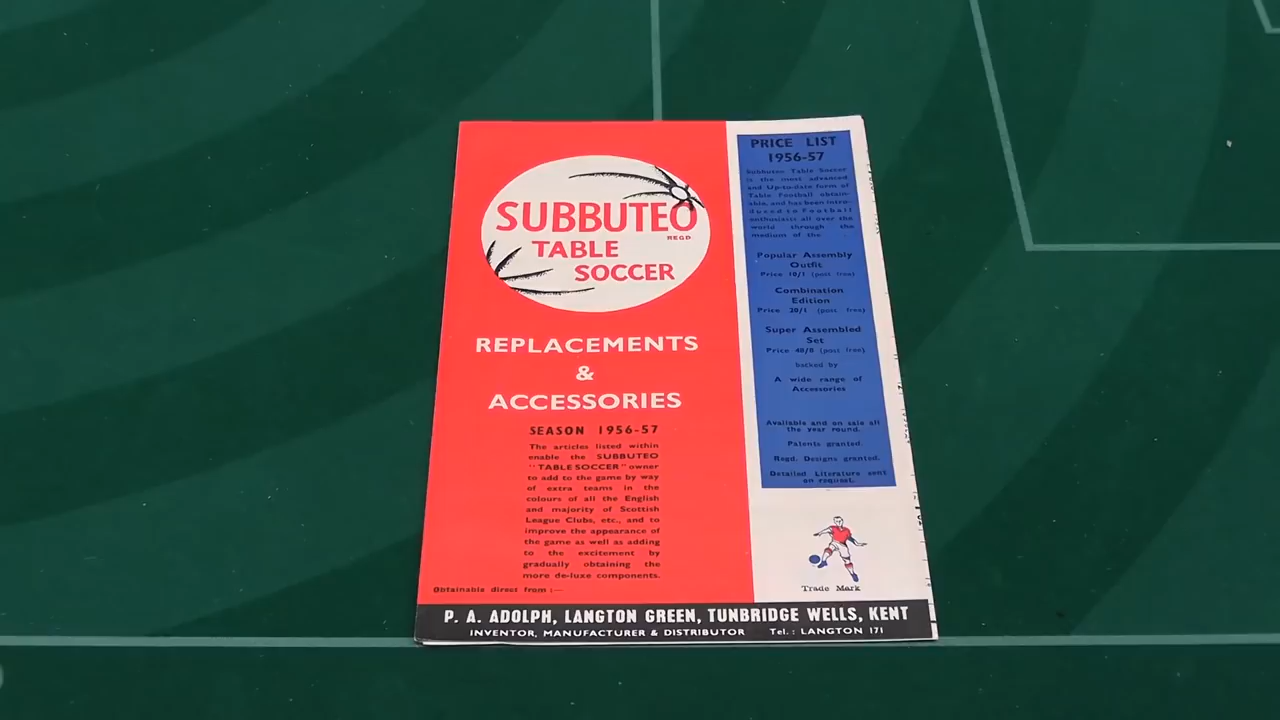 SUBBUTEO
REGD
TABLE
SOCCER
REPLACEMENTS
&
ACCESSORIES
SEASON 1956-57
The articles listed within
enable the SUBBUTEO
"TABLE SOCCER" owner
to add to the game by way
of extra teams in the
colours of all the English
and majority of Scottish
League Clubs, etc., and to
improve the appearance of
the game as well as adding
to the excitement by
gradually obtaining the
more de-luxe components.
Obtainable direct from :—
PRICE LIST
1956-57
Subbuteo Table Soccer
is the most advanced
and Up-to-date form of
Table Football obtain-
able, and has been intro-
duced to Football
enthusiasts all over the
world through the
medium of the
Popular Assembly
Outfit
Price 10/1 (post free)
Combination
Edition
Price 20/1 (post free)
Super Assembled
Set
Price (post free)
backed by
A wide range of
Accessories
Available and on sale all
the year round.
Patents granted.
Regd. Designs granted.
Detailed Literature sent
on request.
Trade Mark
P. A. ADOLPH, LANGTON GREEN, TUNBRIDGE WELLS, KENT
INVENTOR, MANUFACTURER & DISTRIBUTOR Tel. : LANGTON 171